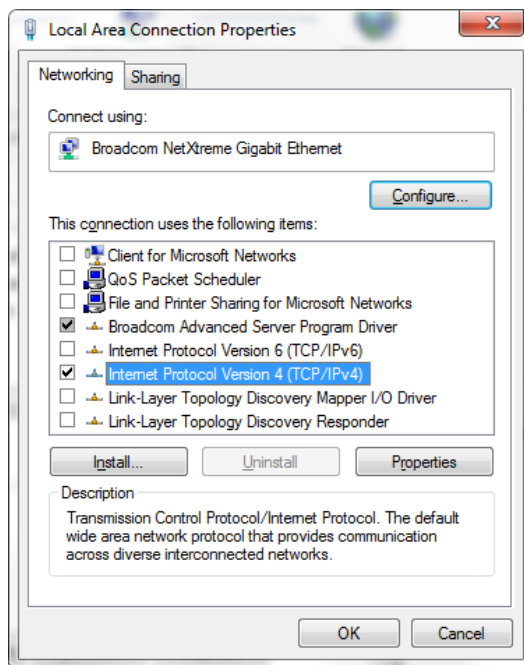 Local Area Connection Properties
Networking
Sharing
Connect using:
Broadcom NetXtreme Gigabit Ethernet
Configure...
This connection uses the following items:
Client for Microsoft Networks
QoS Packet Scheduler
File and Printer Sharing for Microsoft Networks
Broadcom Advanced Server Program Driver
Internet Protocol Version 6 (TCP/IPv6)
Internet Protocol Version 4 (TCP/IPv4)
Link-Layer Topology Discovery Mapper I/O Driver
Link-Layer Topology Discovery Responder
Install...
Uninstall
Properties
Description
Transmission Control Protocol/Internet Protocol. The default
wide area network protocol that provides communication
across diverse interconnected networks.
OK
Cancel